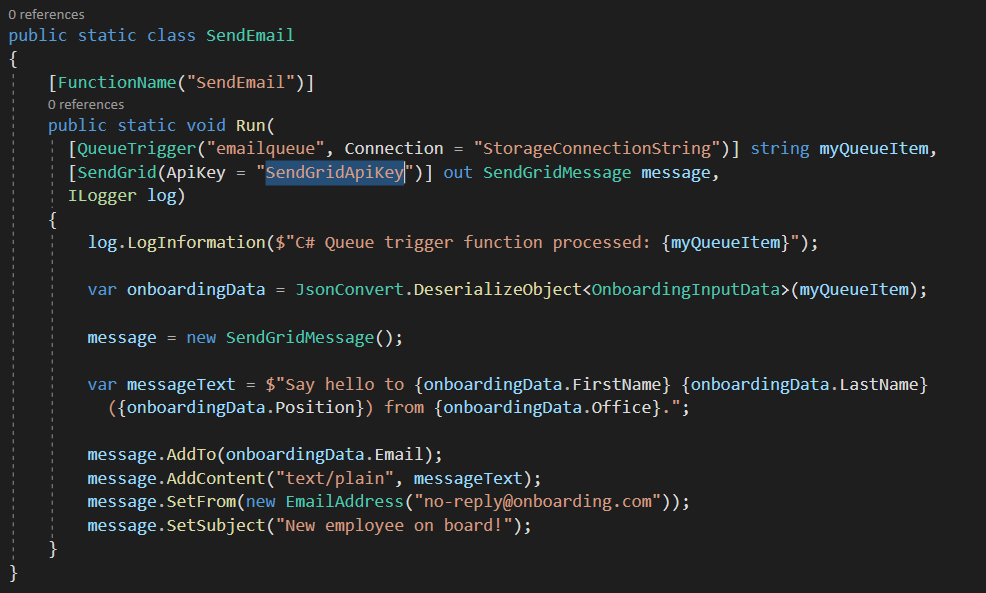 0 references
public static class SendEmail
{
[FunctionName("SendEmail")]
0 references
public static void Run(
[QueueTrigger("emailqueue", Connection = "StorageConnectionString")] string myQueueItem,
[SendGrid(ApiKey = "SendGridApiKey")] out SendGridMessage message,
ILogger log)
{
log.LogInformation($"C# Queue trigger function processed: {myQueueItem}");
var onboardingData = JsonConvert.DeserializeObject<OnboardingInputData>(myQueueItem);
message = new SendGridMessage();
var messageText = $"Say hello to {onboardingData.FirstName} {onboardingData.LastName}
({onboardingData.Position}) from {onboardingData.Office}.";
message.AddTo(onboardingData.Email);
message.AddContent("text/plain", messageText);
message.SetFrom(new EmailAddress("no-reply@onboarding.com"));
message.SetSubject("New employee on board!");
}
}